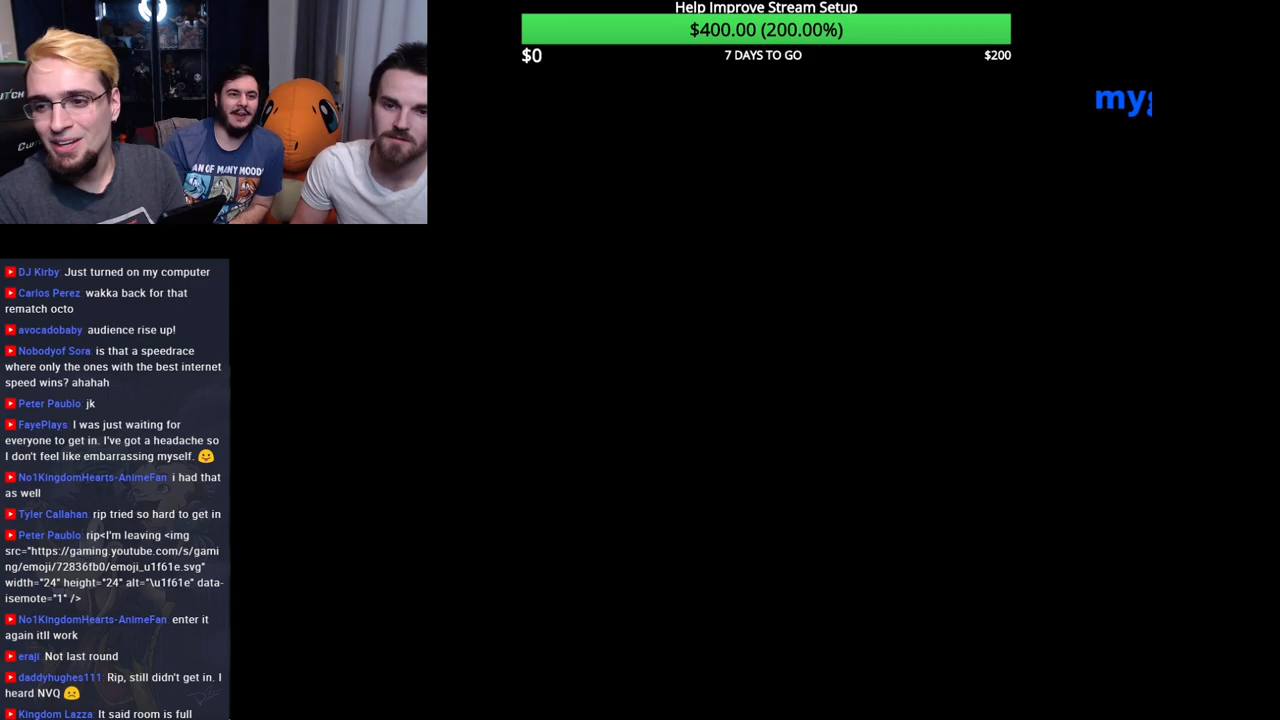 Help Improve Stream Setup
$400.00 (200.00%)
$0
7 DAYS TO GO
$200
AN OF MANY MOOD
DJ Kirby: Just turned on my computer
Carlos Perez: wakka back for that
rematch octo
avocadobaby: audience rise up!
Nobodyof Sora: is that a speedrace
where only the ones with the best internet
speed wins? ahahah
Peter Paublo: jk
FayePlays: I was just waiting for
everyone to get in. I've got a headache so
I don't feel like embarrassing myself. 😛
No1KingdomHearts-AnimeFan: i had that
as well
Tyler Callahan: rip tried so hard to get in
Peter Paublo: rip<I'm leaving <img
src="https://gaming.youtube.com/s/gami
ng/emoji/72836fb0/emoji_u1f61e.svg"
width="24" height="24" alt="\u1f61e" data-
isemote="1" />
No1KingdomHearts-AnimeFan: enter it
again itll work
eraji: Not last round
daddyhughes111: Rip, still didn't get in. I
heard NVQ 🙁
Kingdom Lazza: It said room is full